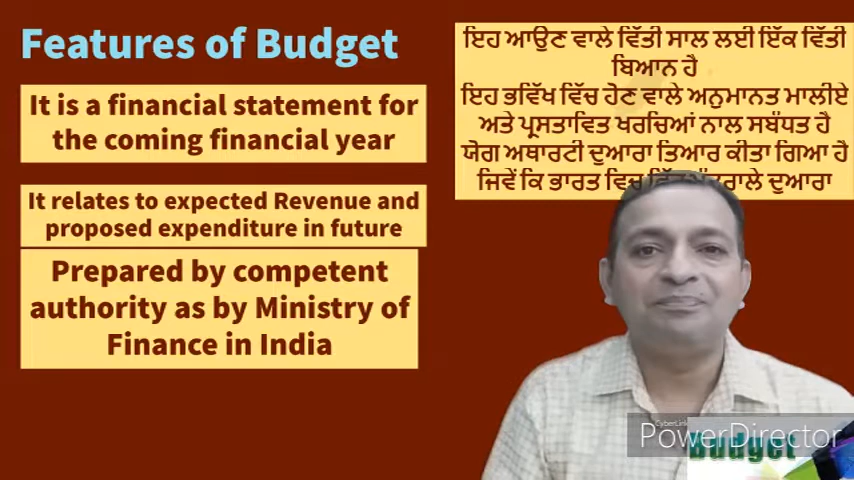 Features of Budget
It is a financial statement for
the coming financial year
It relates to expected Revenue and
proposed expenditure in future
Prepared by competent
authority as by Ministry of
Finance in India
ਇਹ ਆਉਣ ਵਾਲੇ ਵਿੱਤੀ ਸਾਲ ਲਈ ਇੱਕ ਵਿੱਤੀ
ਬਿਆਨ ਹੈ
ਇਹ ਭਵਿੱਖ ਵਿੱਚ ਹੋਣ ਵਾਲੇ ਅਨੁਮਾਨਤ ਮਾਲੀਏ
ਅਤੇ ਪ੍ਰਸਤਾਵਿਤ ਖਰਚਿਆਂ ਨਾਲ ਸਬੰਧਤ ਹੈ
ਯੋਗ ਅਥਾਰਟੀ ਦੁਆਰਾ ਤਿਆਰ ਕੀਤਾ ਗਿਆ ਹੈ
ਜਿਵੇਂ ਕਿ ਭਾਰਤ ਵਿਚ ਦੁਆਰਾ
CyberLink
PowerDirector
Budget